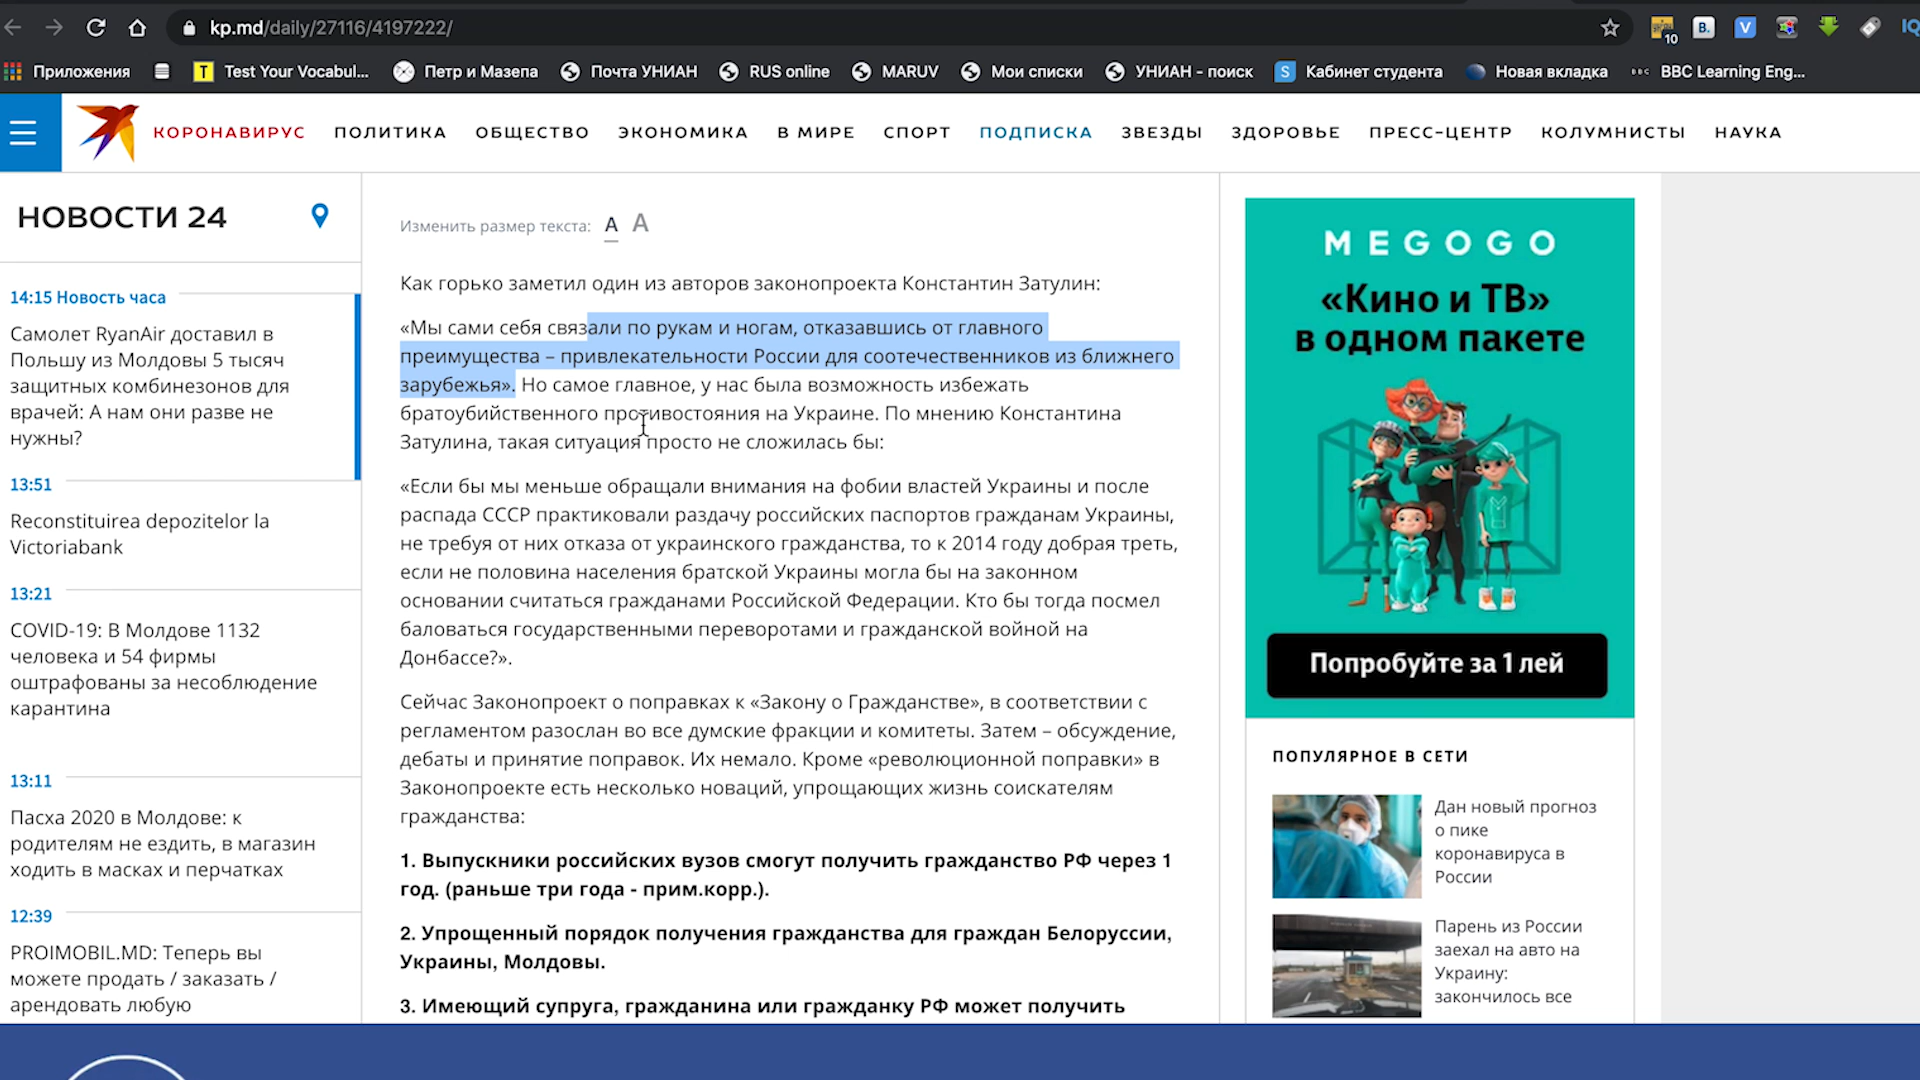 kp.md/daily/27116/4197222/
10
B.
V
IQ
Приложения
T
Test Your Vocabul...
Петр и Мазепа
Почта УНИАН
RUS online
MARUV
Мои списки
УНИАН - поиск
S
Кабинет студента
Новая вкладка
BBC
BBC Learning Eng...
КОРОНАВИРУС
ПОЛИТИКА
ОБЩЕСТВО
ЭКОНОМИКА
В МИРЕ
СПОРТ
ПОДПИСКА
ЗВЕЗДЫ
ЗДОРОВЬЕ
ПРЕСС-ЦЕНТР
КОЛУМНИСТЫ
НАУКА
НОВОСТИ 24
14:15 Новость часа
Самолет RyanAir доставил в
Польшу из Молдовы 5 тысяч
защитных комбинезонов для
врачей: А нам они разве не
нужны?
13:51
Reconstituirea depozitelor la
Victoriabank
13:21
COVID-19: В Молдове 1132
человека и 54 фирмы
оштрафованы за несоблюдение
карантина
13:11
Пасха 2020 в Молдове: к
родителям не ездить, в магазин
ходить в масках и перчатках
12:39
PROIMOBIL.MD: Теперь вы
можете продать / заказать /
арендовать любую
Изменить размер текста: A A
Как горько заметил один из авторов законопроекта Константин Затулин:
«Мы сами себя связали по рукам и ногам, отказавшись от главного
преимущества – привлекательности России для соотечественников из ближнего
зарубежья». Но самое главное, у нас была возможность избежать
братоубийственного противостояния на Украине. По мнению Константина
Затулина, такая ситуация просто не сложилась бы:
«Если бы мы меньше обращали внимания на фобии властей Украины и после
распада СССР практиковали раздачу российских паспортов гражданам Украины,
не требуя от них отказа от украинского гражданства, то к 2014 году добрая треть,
если не половина населения братской Украины могла бы на законном
основании считаться гражданами Российской Федерации. Кто бы тогда посмел
баловаться государственными переворотами и гражданской войной на
Донбассе?».
Сейчас Законопроект о поправках к «Закону о Гражданстве», в соответствии с
регламентом разослан во все думские фракции и комитеты. Затем – обсуждение,
дебаты и принятие поправок. Их немало. Кроме «революционной поправки» в
Законопроекте есть несколько новаций, упрощающих жизнь соискателям
гражданства:
1. Выпускники российских вузов смогут получить гражданство РФ через 1
год. (раньше три года - прим.корр.).
2. Упрощенный порядок получения гражданства для граждан Белоруссии,
Украины, Молдовы.
3. Имеющий супруга, гражданина или гражданку РФ может получить
MEGOGO
«Кино и ТВ»
в одном пакете
Попробуйте за 1 лей
ПОПУЛЯРНОЕ В СЕТИ
Дан новый прогноз
о пике
коронавируса в
России
Парень из России
заехал на авто на
Украину:
закончилось все